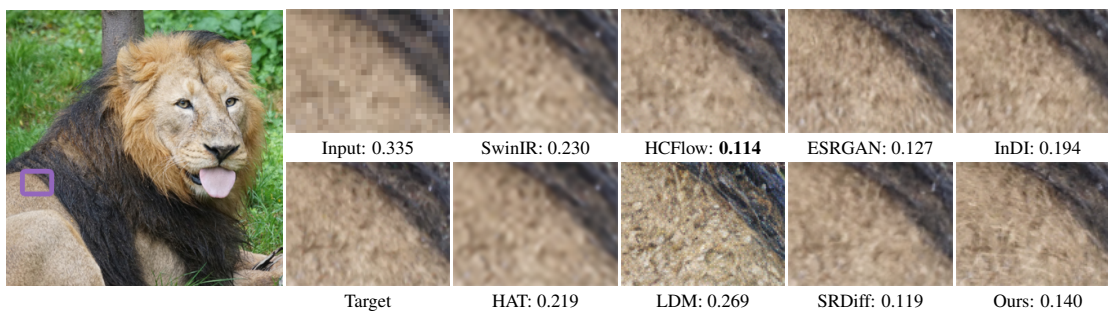 Input: 0.335
SwinIR: 0.230
HCFlow: 0.114
ESRGAN: 0.127
InDI: 0.194
Target
HAT: 0.219
LDM: 0.269
SRDiff: 0.119
Ours: 0.140